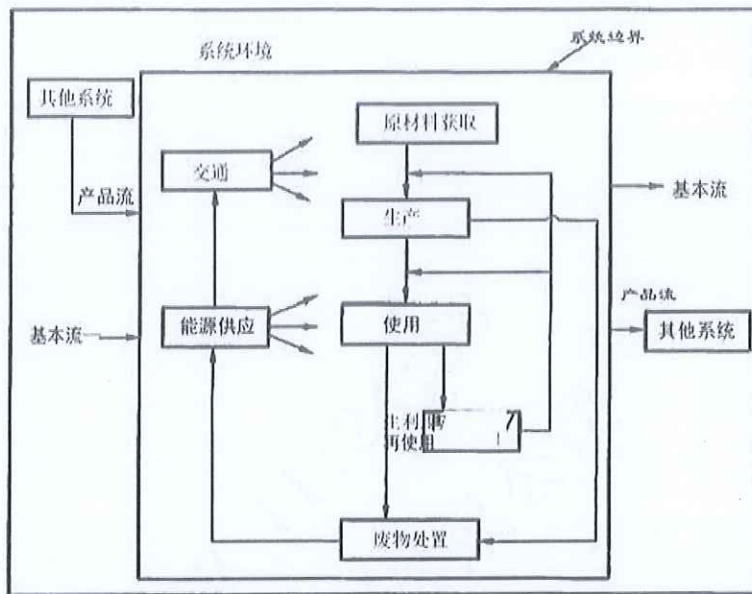 系统环境
系统边界
其他系统
原材料获取
交通
产品流
基本流
生产
产品流
能源供应
使用
基本流
其他系统
再使用
废物处置